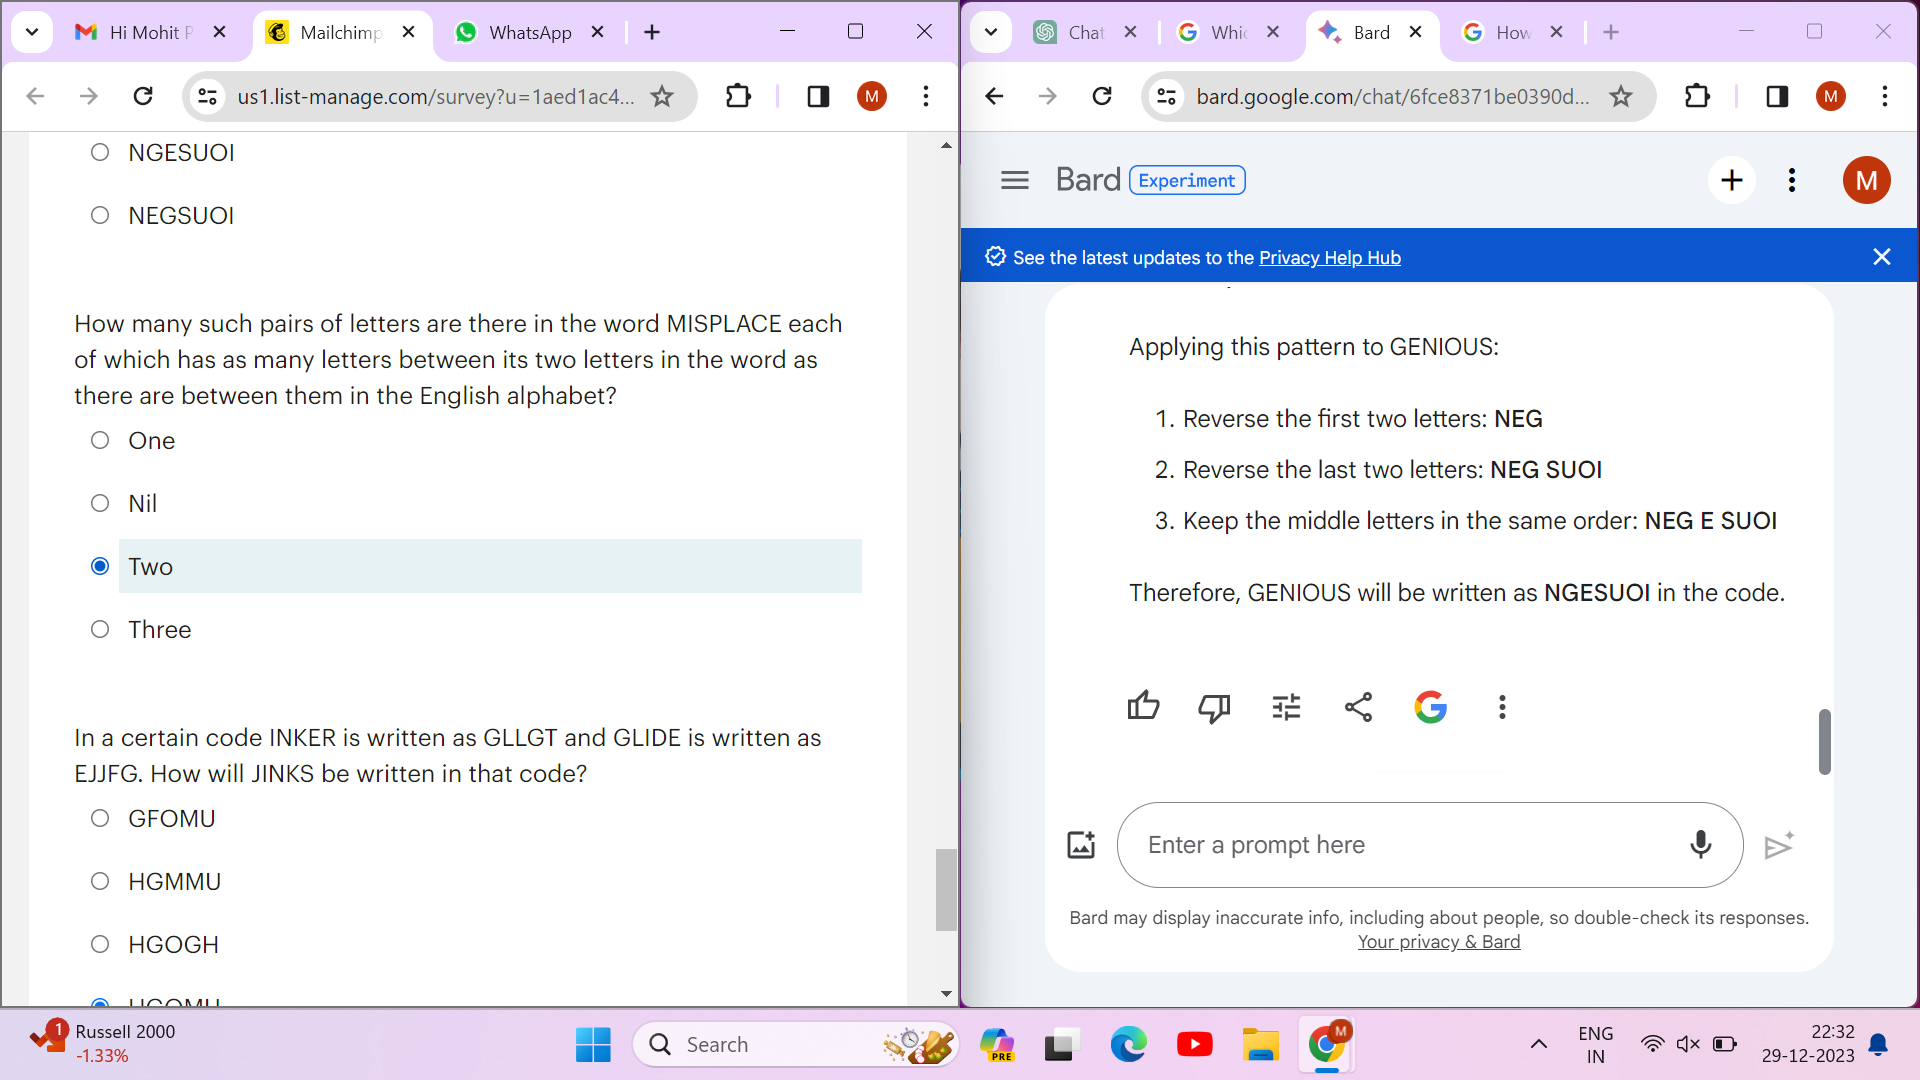 Hi Mohit P
Mailchimp
WhatsApp
us1.list-manage.com/survey?u=1aed1ac4...
M
NGESUOI
NEGSUOI
How many such pairs of letters are there in the word MISPLACE each
of which has as many letters between its two letters in the word as
there are between them in the English alphabet?
One
Nil
Two
Three
In a certain code INKER is written as GLLGT and GLIDE is written as
EJJFG. How will JINKS be written in that code?
GFOMU
HGMMU
HGOGH
HGOMU
Chat
Whic
Bard
How
bard.google.com/chat/6fce8371be0390d...
M
Bard
Experiment
M
See the latest updates to the Privacy Help Hub
Applying this pattern to GENIOUS:
1. Reverse the first two letters: NEG
2. Reverse the last two letters: NEG SUOI
3. Keep the middle letters in the same order: NEG E SUOI
Therefore, GENIOUS will be written as NGESUOI in the code.
Enter a prompt here
Bard may display inaccurate info, including about people, so double-check its responses.
Your privacy & Bard
1
Russell 2000
-1.33%
Search
PRE
M
ENG
IN
22:32
29-12-2023